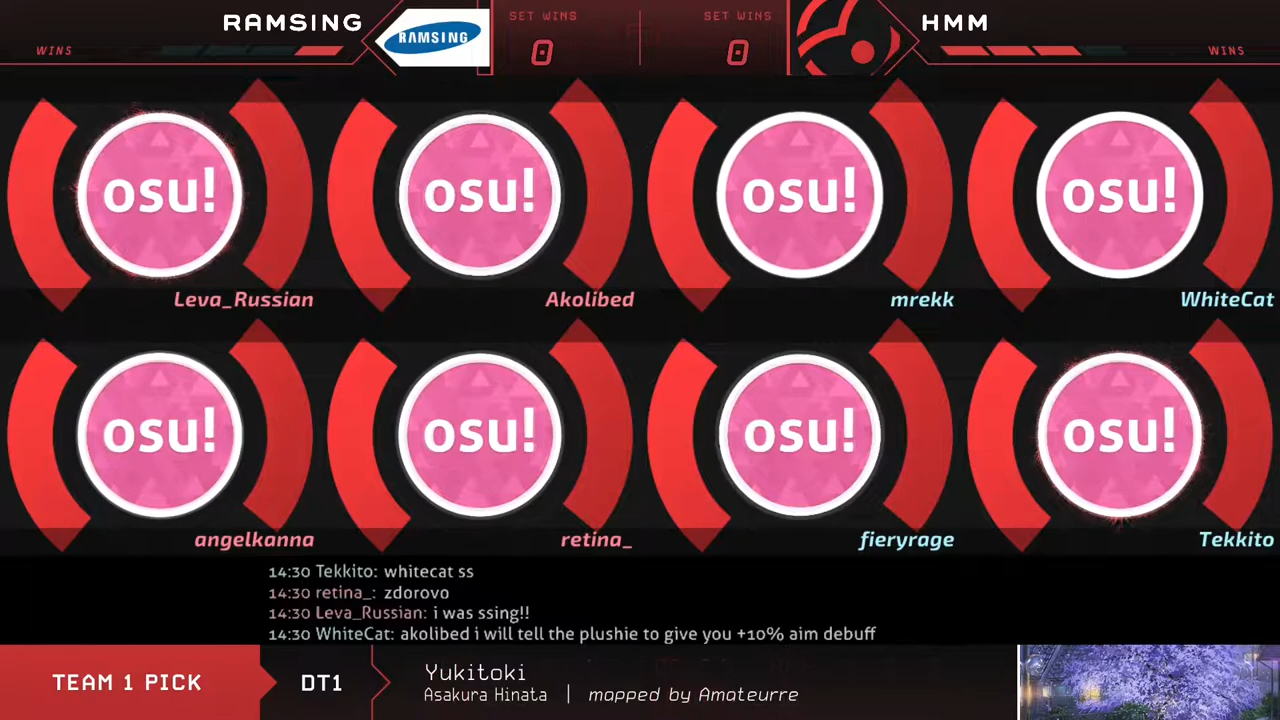 RAMSING
RAMSING
SET WINS
SET WINS
HMM
WINS
0
0
WINS
osu!
osu!
osu!
osu!
Leva_Russian
Akolibed
mrekk
WhiteCat
osu!
osu!
osu!
osu!
angelkanna
retina_
fieryrage
Tekkito
14:30 Tekkito: whitecat ss
14:30 retina_: zdorovo
14:30 Leva_Russian: i was ssing!!
14:30 WhiteCat: akolibed i will tell the plushie to give you +10% aim debuff
TEAM 1 PICK
DT1
Yukitoki
Asakura Hinata | mapped by Amateurre